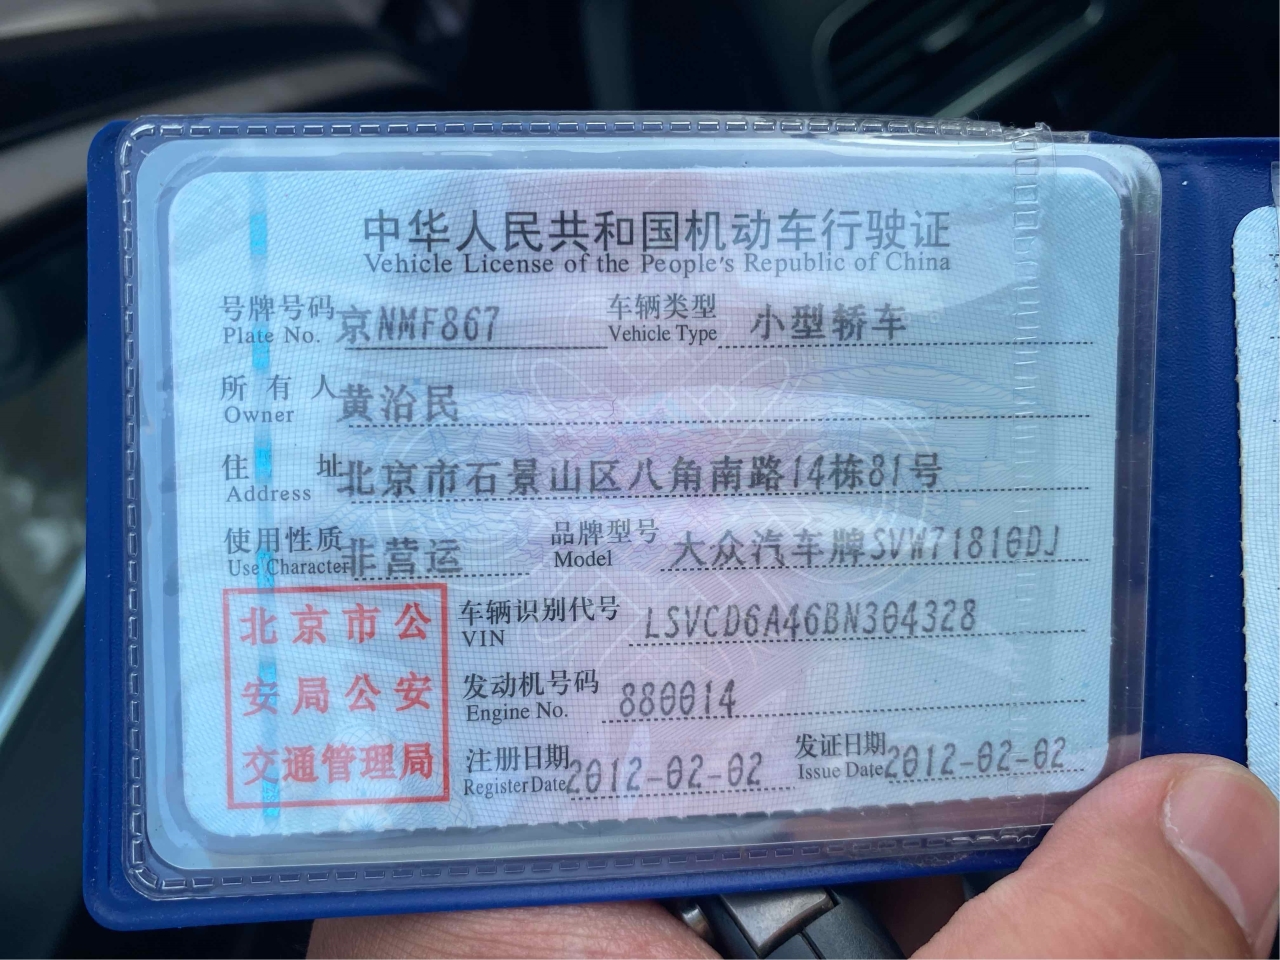 中华人民共和国机动车行驶证
Vehicle License of the People's Republic of China
号牌号码 京NMF867 车辆类型 小型轿车
Plate No. Vehicle Type
所有人 黄治民
Owner
住址 北京市石景山区八角南路14栋81号
Address
使用性质 非营运 品牌型号 大众汽车牌SVW71810DJ
Use Character Model
北京市公
安局公安
交通管理局
车辆识别代号 LSVCD6A46BN304328
VIN
发动机号码 880014
Engine No.
注册日期 2012-02-02 发证日期 2012-02-02
Register Date Issue Date